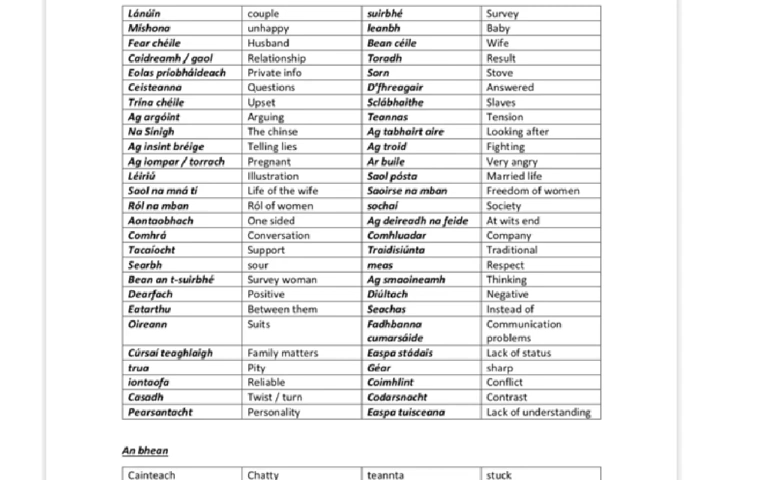 Lánúin couple suirbhé Survey
Míshona unhappy leanbh Baby
Fear chéile Husband Bean céile Wife
Caidreamh / gaol Relationship Toradh Result
Eolas príobháideach Private info Sorn Stove
Ceisteanna Questions D'fhreagair Answered
Trína chéile Upset Sclábhaithe Slaves
Ag argóint Arguing Teannas Tension
Na Sínigh The chinse Ag tabhairt aire Looking after
Ag insint bréige Telling lies Ag troid Fighting
Ag iompar / torrach Pregnant Ar buile Very angry
Léiriú Illustration Saol pósta Married life
Saol na mná tí Life of the wife Saoirse na mban Freedom of women
Ról na mban Ról of women sochaí Society
Aontaobhach One sided Ag deireadh na feide At wits end
Comhrá Conversation Comhluadar Company
Tacaíocht Support Traidisiúnta Traditional
Searbh sour meas Respect
Bean an t-suirbhé Survey woman Ag smaoineamh Thinking
Dearfach Positive Diúltach Negative
Eatarthu Between them Seachas Instead of
Oireann Suits Fadhbanna Communication
cumarsáide problems
Cúrsaí teaghlaigh Family matters Easpa stádais Lack of status
trua Pity Géar sharp
iontaofa Reliable Coimhlint Conflict
Casadh Twist / turn Codarsnacht Contrast
Pearsantacht Personality Easpa tuisceana Lack of understanding
An bhean
Cainteach Chatty teannta stuck